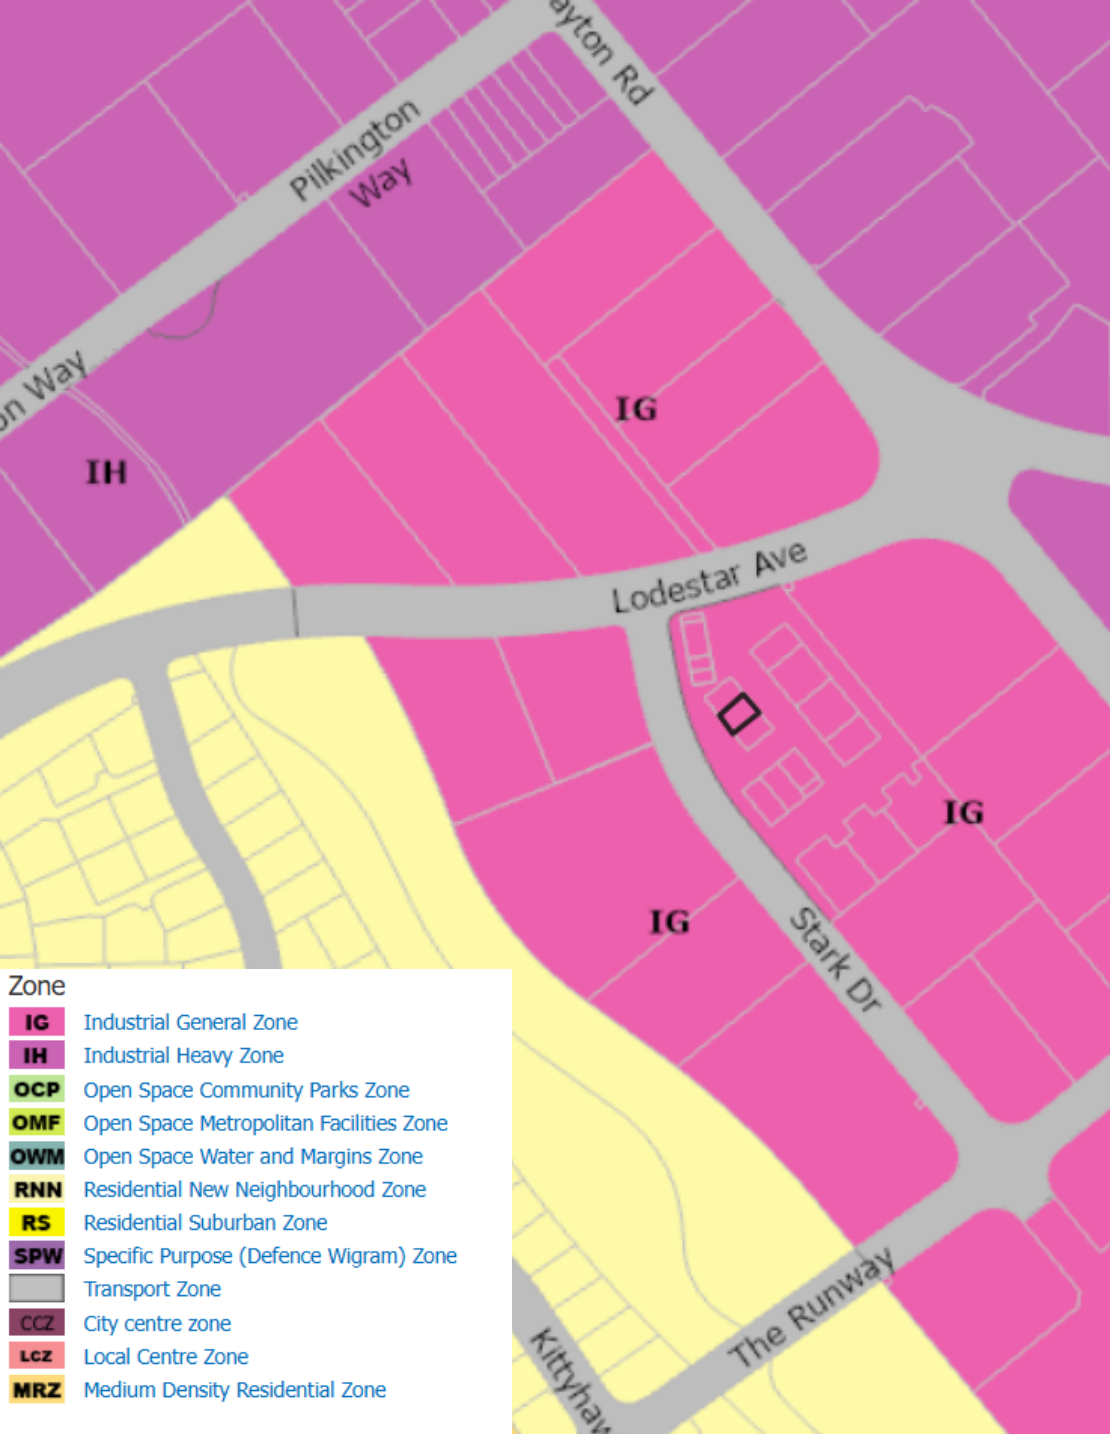 ayton Rd
Pilkington
Way
on Way
IG
IH
Lodestar Ave
IG
IG
Stark Dr
The Runway
Kittyhaw
Zone
IG Industrial General Zone
IH Industrial Heavy Zone
OCP Open Space Community Parks Zone
OMF Open Space Metropolitan Facilities Zone
OWM Open Space Water and Margins Zone
RNN Residential New Neighbourhood Zone
RS Residential Suburban Zone
SPW Specific Purpose (Defence Wigram) Zone
Transport Zone
CCZ City centre zone
LCZ Local Centre Zone
MRZ Medium Density Residential Zone